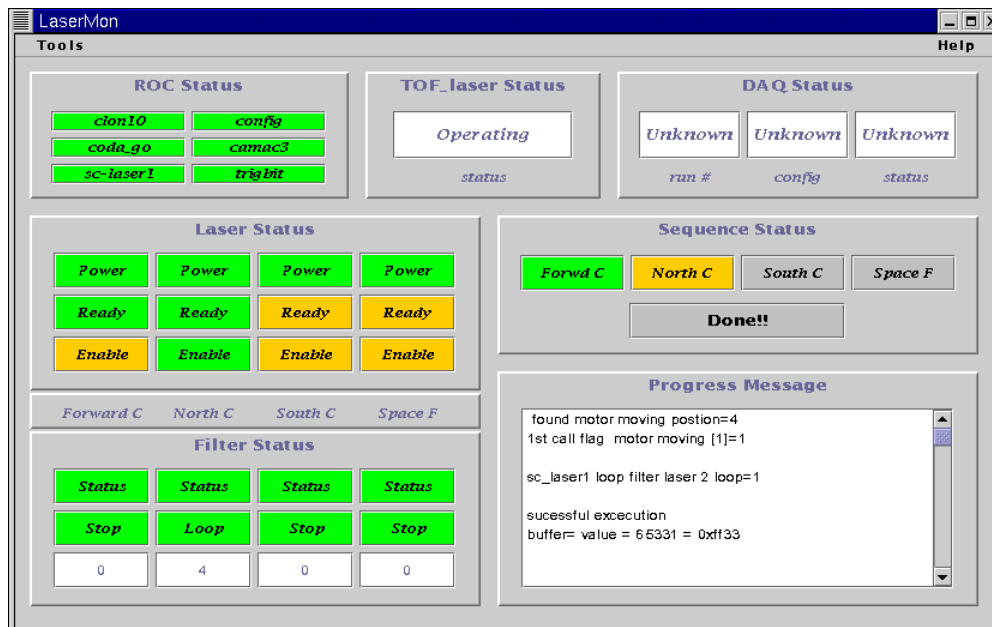 LaserMon
Tools Help
ROC Status
clon10 config
coda_go camac3
sc-laser1 trigbit
TOF_laser Status
Operating
status
DAQ Status
Unknown Unknown Unknown
run # config status
Laser Status
Power Power Power Power
Ready Ready Ready Ready
Enable Enable Enable Enable
Forward C North C South C Space F
Filter Status
Status Status Status Status
Stop Loop Stop Stop
0 4 0 0
Sequence Status
Forwd C North C South C Space F
Done!!
Progress Message
found motor moving postion=4
1st call flag motor moving [1]=1
sc_laser1 loop filter laser 2 loop=1
sucessful excecution
buffer= value = 65331 = 0xff33